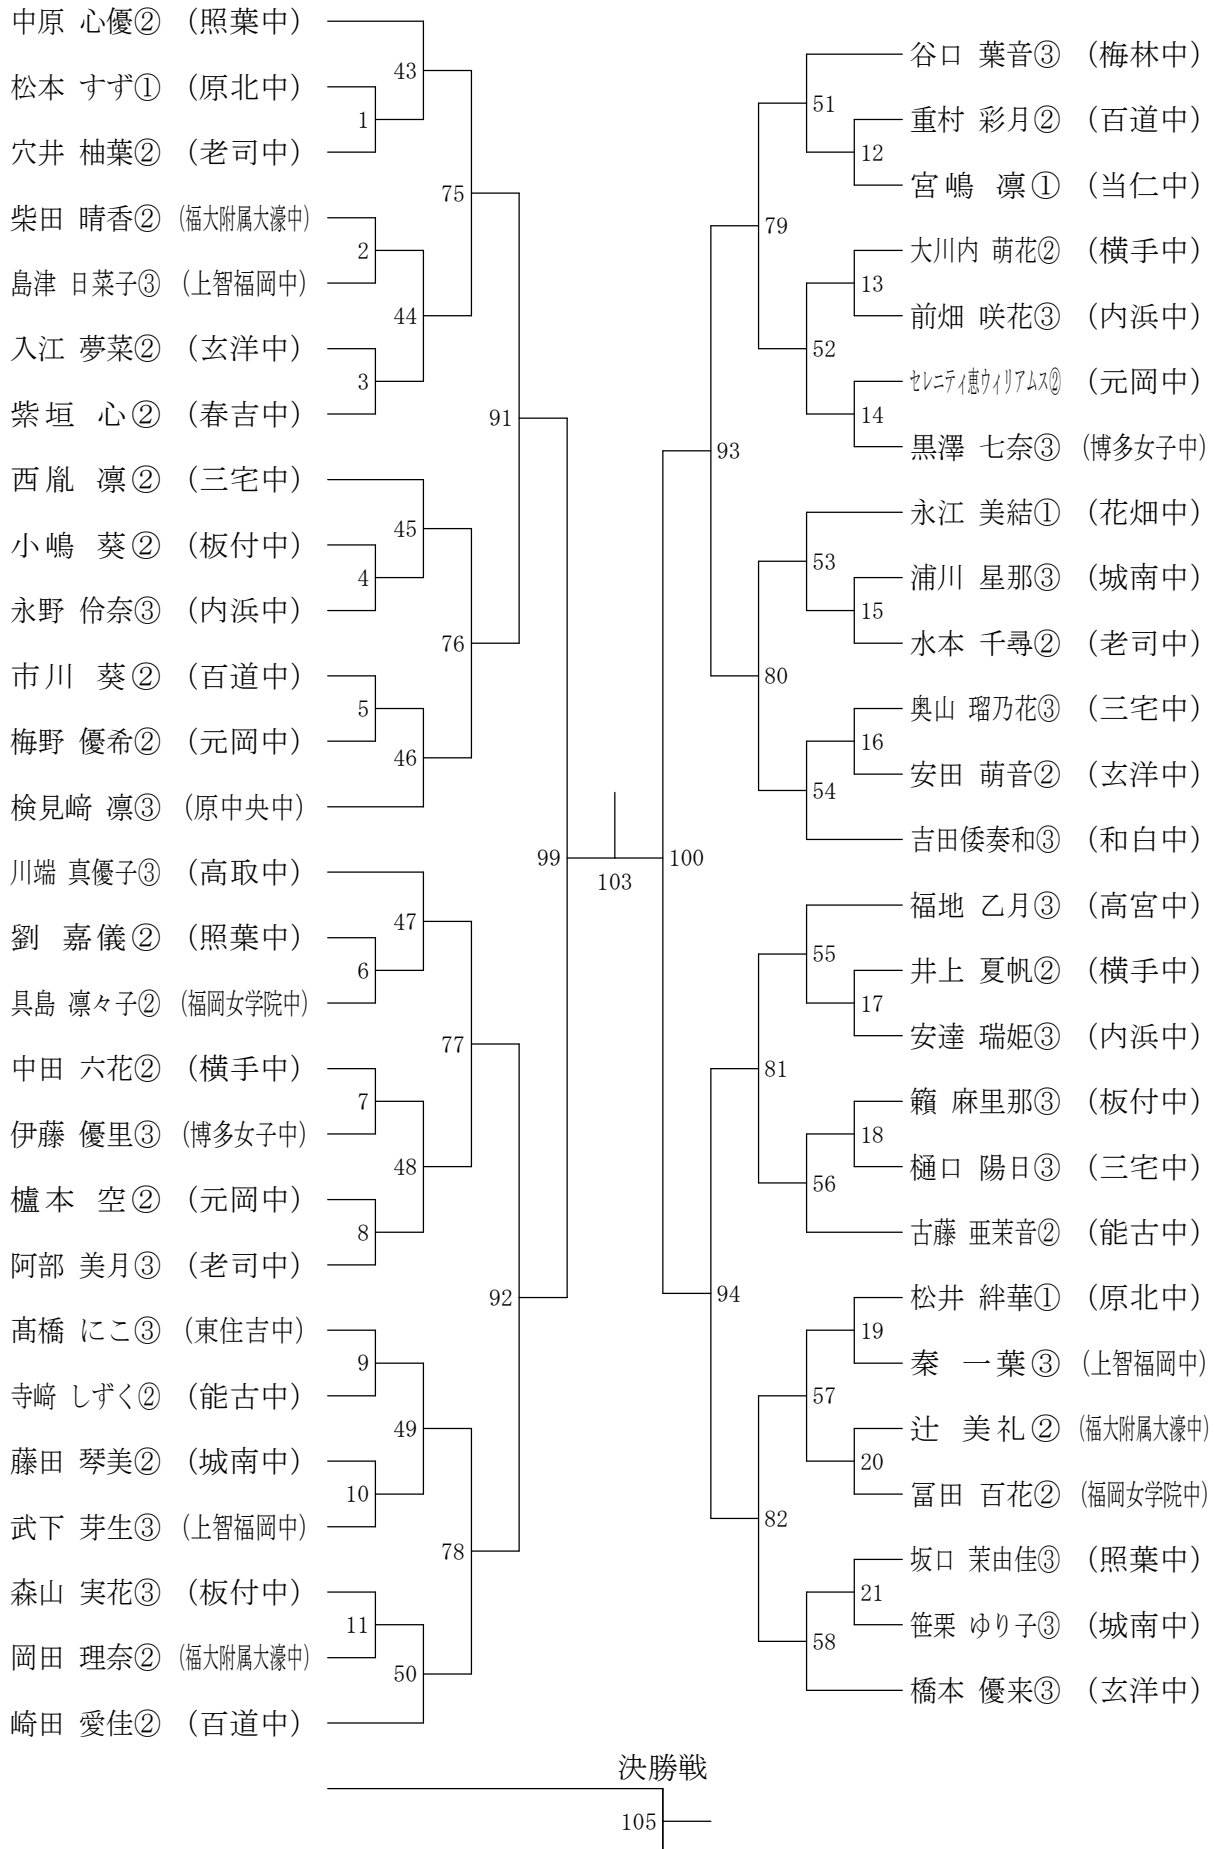 中原 心優② (照葉中)
松本 すず① (原北中)
穴井 柚葉② (老司中)
柴田 晴香② (福大附属大濠中)
島津 日菜子③ (上智福岡中)
入江 夢菜② (玄洋中)
柴垣 心② (春吉中)
西胤 凛② (三宅中)
小嶋 葵② (板付中)
永野 伶奈③ (内浜中)
市川 葵② (百道中)
梅野 優希② (元岡中)
検見﨑 凛③ (原中央中)
川端 真優子③ (高取中)
劉 嘉儀② (照葉中)
具島 凛々子② (福岡女学院中)
中田 六花② (横手中)
伊藤 優里③ (博多女子中)
櫨本 空② (元岡中)
阿部 美月③ (老司中)
髙橋 にこ③ (東住吉中)
寺﨑 しずく② (能古中)
藤田 琴美② (城南中)
武下 芽生③ (上智福岡中)
森山 実花③ (板付中)
岡田 理奈② (福大附属大濠中)
崎田 愛佳② (百道中)
1
2
3
4
5
6
7
8
9
10
11
43
44
45
46
47
48
49
50
75
76
77
78
91
92
99
103
100
93
94
79
80
81
82
51
52
53
54
55
56
57
58
12
13
14
15
16
17
18
19
20
21
谷口 葉音③ (梅林中)
重村 彩月② (百道中)
宮嶋 凛① (当仁中)
大川内 萌花② (横手中)
前畑 咲花③ (内浜中)
セレニティ恵ウィリアムス② (元岡中)
黒澤 七奈③ (博多女子中)
永江 美結① (花畑中)
浦川 星那③ (城南中)
水本 千尋② (老司中)
奥山 瑠乃花③ (三宅中)
安田 萌音② (玄洋中)
吉田倭奏和③ (和白中)
福地 乙月③ (高宮中)
井上 夏帆② (横手中)
安達 瑞姫③ (内浜中)
籟 麻里那③ (板付中)
樋口 陽日③ (三宅中)
古藤 亜茉音② (能古中)
松井 絆華① (原北中)
秦 一葉③ (上智福岡中)
辻 美礼② (福大附属大濠中)
冨田 百花② (福岡女学院中)
坂口 茉由佳③ (照葉中)
笹栗 ゆり子③ (城南中)
橋本 優来③ (玄洋中)
決勝戦
105